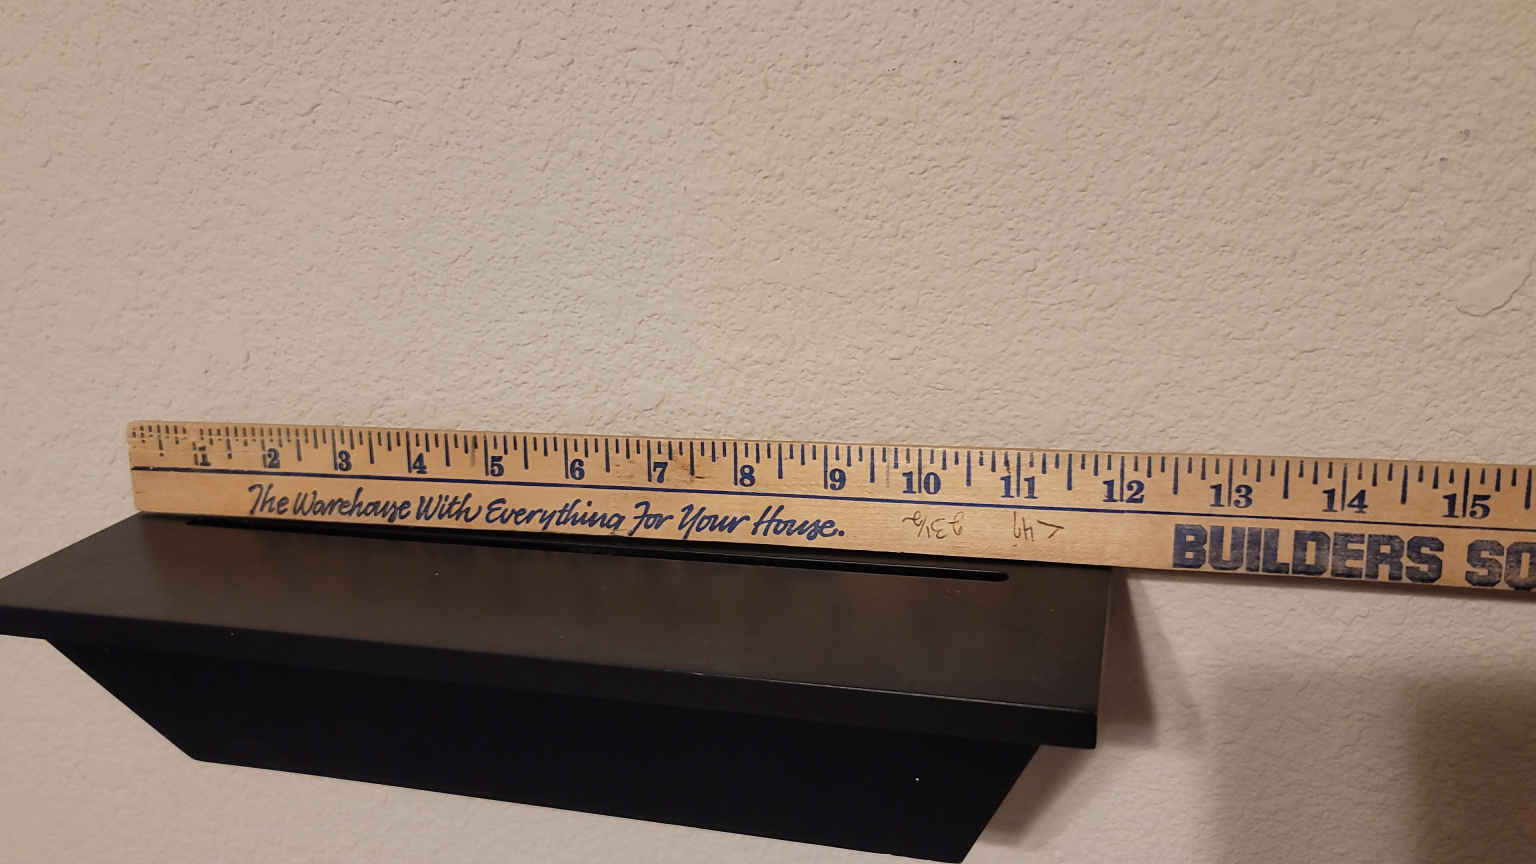 1 2 3 4 5 6 7 8 9 10 11 12 13 14 15
The Warehouse With Everything For Your House.
BUILDERS SO